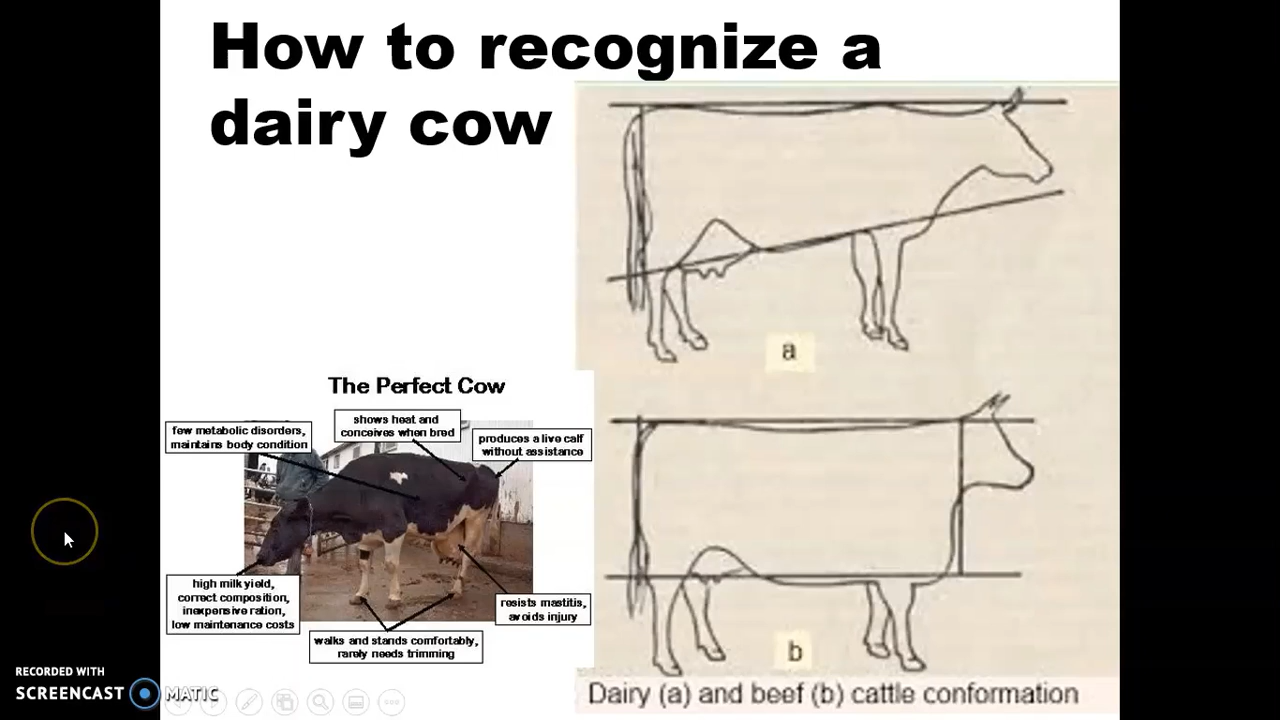 How to recognize a
dairy cow
a
The Perfect Cow
few metabolic disorders,
maintains body condition
shows heat and
conceives when bred
produces a live calf
without assistance
high milk yield,
correct composition,
inexpensive ration,
low maintenance costs
resists mastitis,
avoids injury
walks and stands comfortably,
rarely needs trimming
b
Dairy (a) and beef (b) cattle conformation
RECORDED WITH
SCREENCAST MATIC